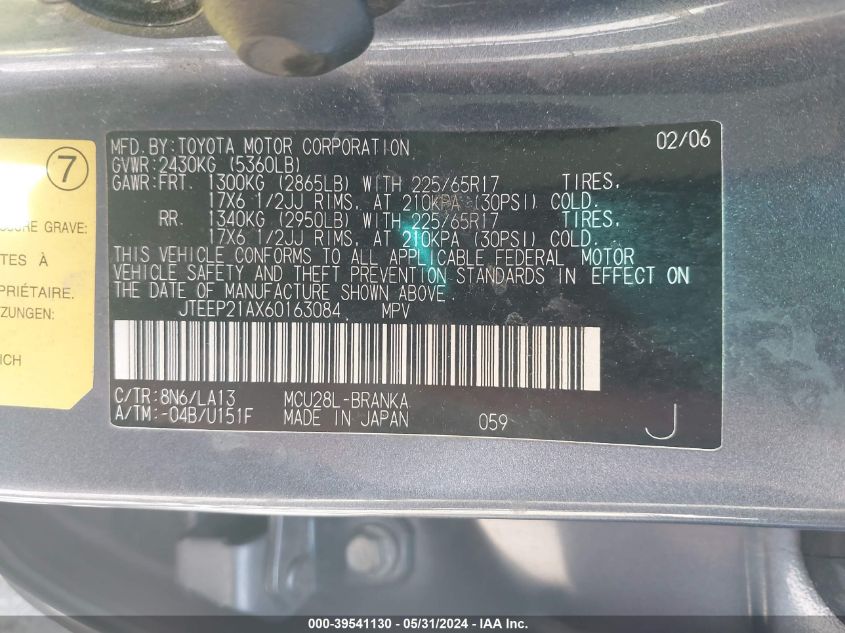 7
SSURE GRAVE:
TES À
PRIÉTAIRE.
TZUNGEN:
ICH
MFD.BY:TOYOTA MOTOR CORPORATION 02/06
GVWR:2430KG (5360LB)
GAWR:FRT. 1300KG (2865LB) WITH 225/65R17 TIRES,
17X6 1/2JJ RIMS, AT 210KPA (30PSI) COLD.
RR. 1340KG (2950LB) WITH 225/65R17 TIRES,
17X6 1/2JJ RIMS, AT 210KPA (30PSI) COLD.
THIS VEHICLE CONFORMS TO ALL APPLICABLE FEDERAL MOTOR
VEHICLE SAFETY AND THEFT PREVENTION STANDARDS IN EFFECT ON
THE DATE OF MANUFACTURE SHOWN ABOVE.
JTEEP21AX60163084 MPV
C/TR:8N6/LA13 MCU28L-BRANKA
A/TM:-04B/U151F MADE IN JAPAN 059 J
000-39541130 - 05/31/2024 - IAA Inc.